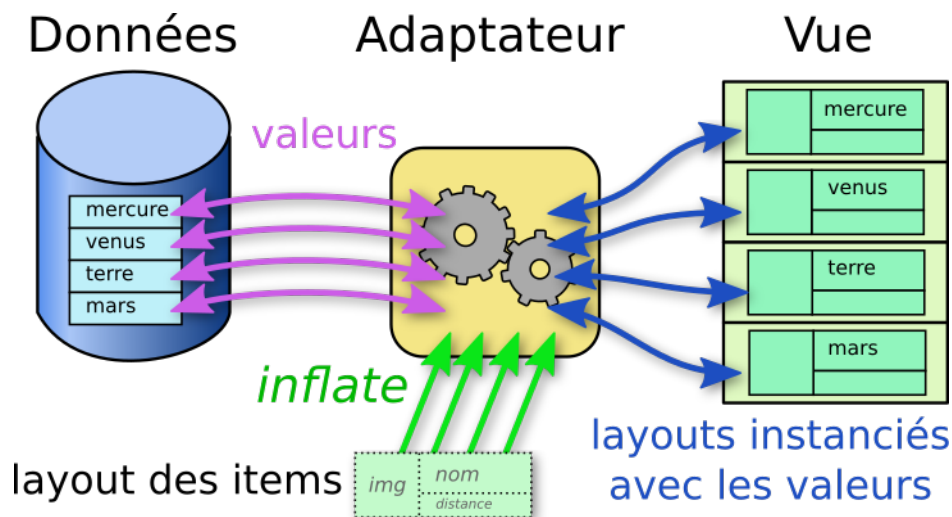 Données
Adaptateur
Vue
valeurs
mercure
venus
terre
mars
mercure
venus
terre
mars
inflate
layout des items
img
nom
distance
layouts instanciés
avec les valeurs